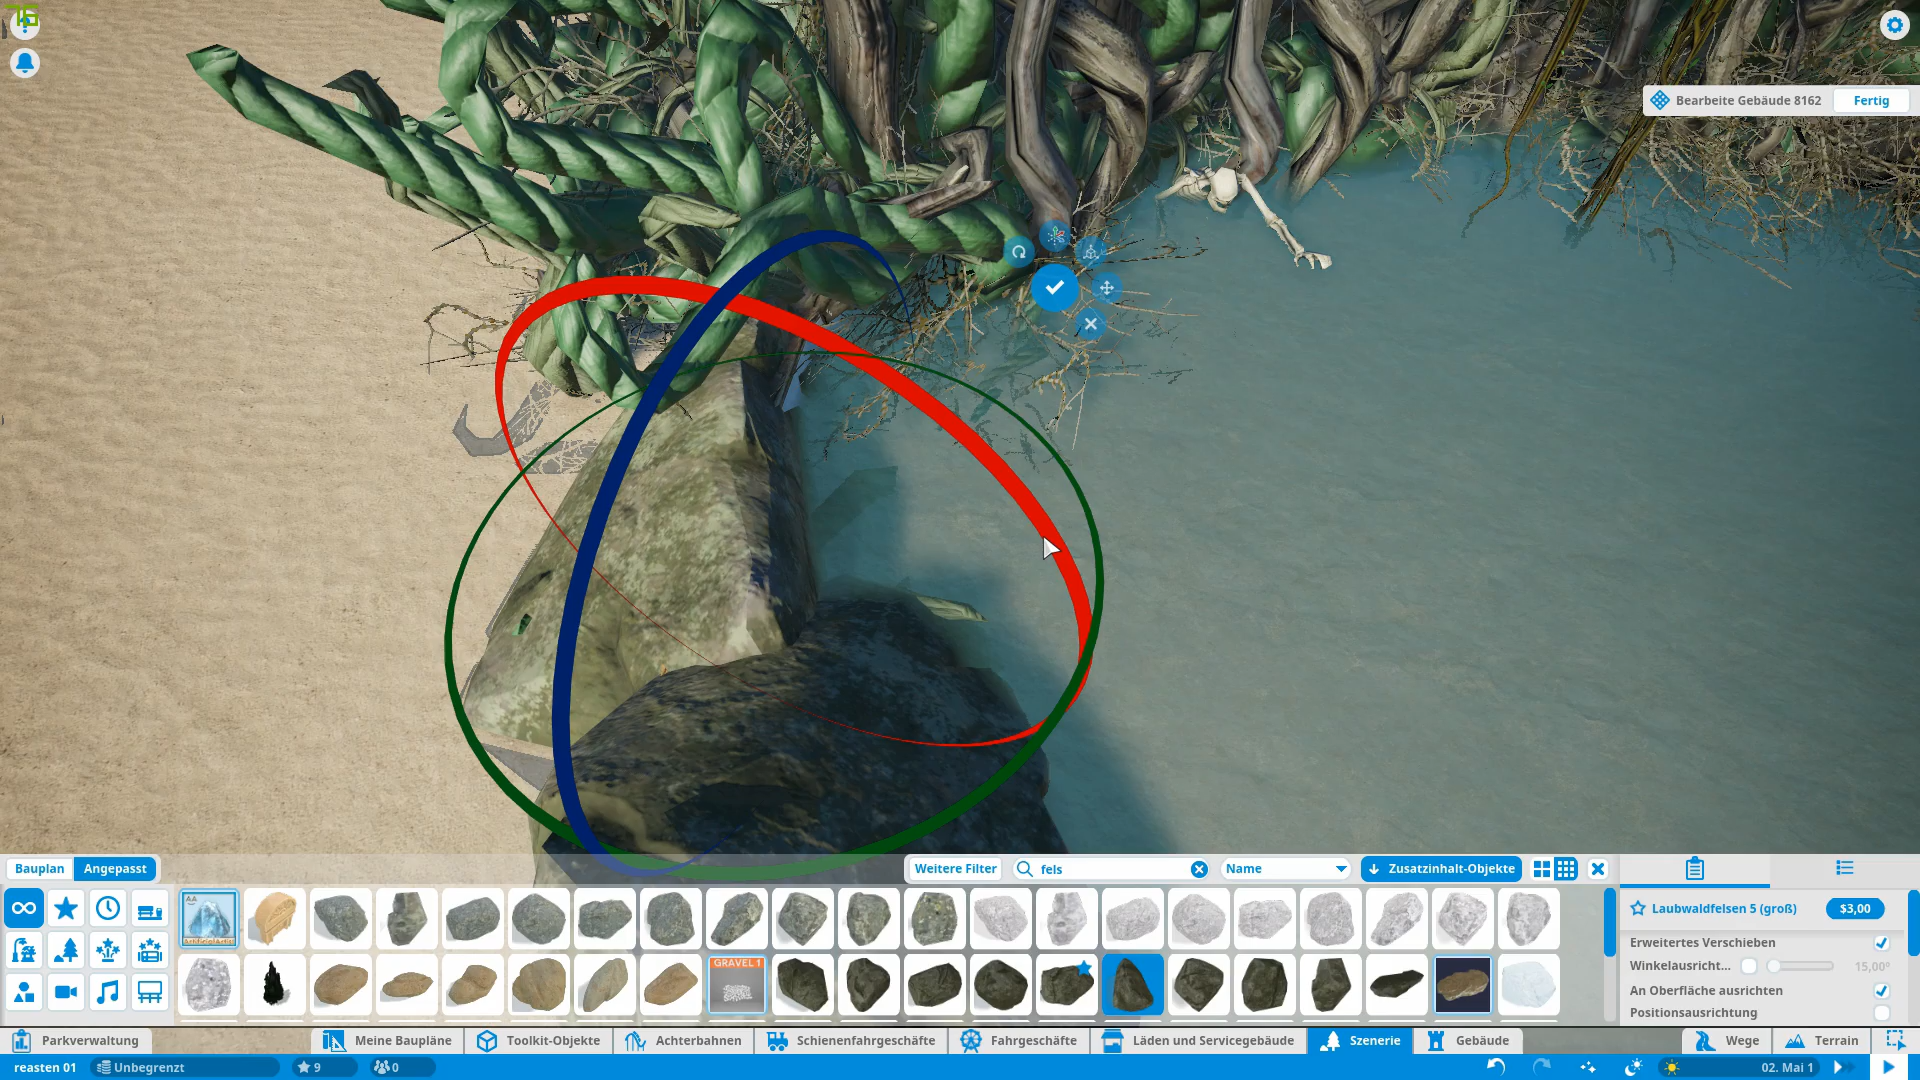 Bearbeite Gebäude 8162
Fertig
Bauplan
Angepasst
Weitere Filter
fels
Name
Zusatzinhalt-Objekte
GRAVEL 1
Laubwaldfelsen 5 (groß)
$3,00
Erweitertes Verschieben
Winkelausricht...
15,00°
An Oberfläche ausrichten
Positionsausrichtung
Parkverwaltung
Meine Baupläne
Toolkit-Objekte
Achterbahnen
Schienenfahrgeschäfte
Fahrgeschäfte
Läden und Servicegebäude
Szenerie
Gebäude
Wege
Terrain
reasten 01
Unbegrenzt
9
0
02. Mai 1